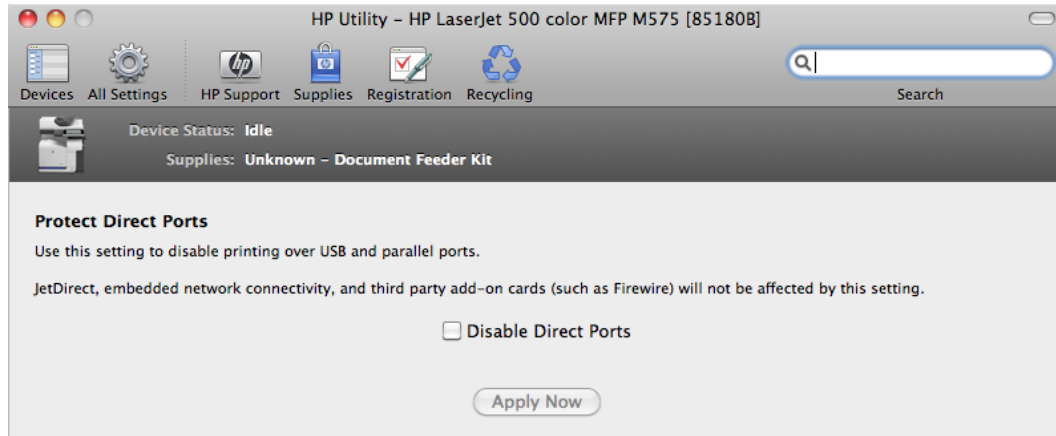 HP Utility – HP LaserJet 500 color MFP M575 [85180B]
Devices All Settings HP Support Supplies Registration Recycling Search
Device Status: Idle
Supplies: Unknown – Document Feeder Kit
Protect Direct Ports
Use this setting to disable printing over USB and parallel ports.
JetDirect, embedded network connectivity, and third party add-on cards (such as Firewire) will not be affected by this setting.
Disable Direct Ports
Apply Now